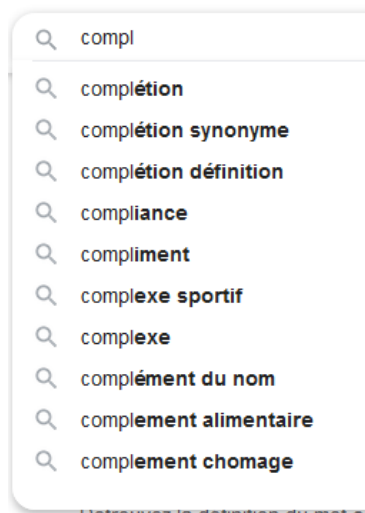 compl
complétion
complétion synonyme
complétion définition
compliance
compliment
complexe sportif
complexe
complément du nom
complement alimentaire
complement chomage